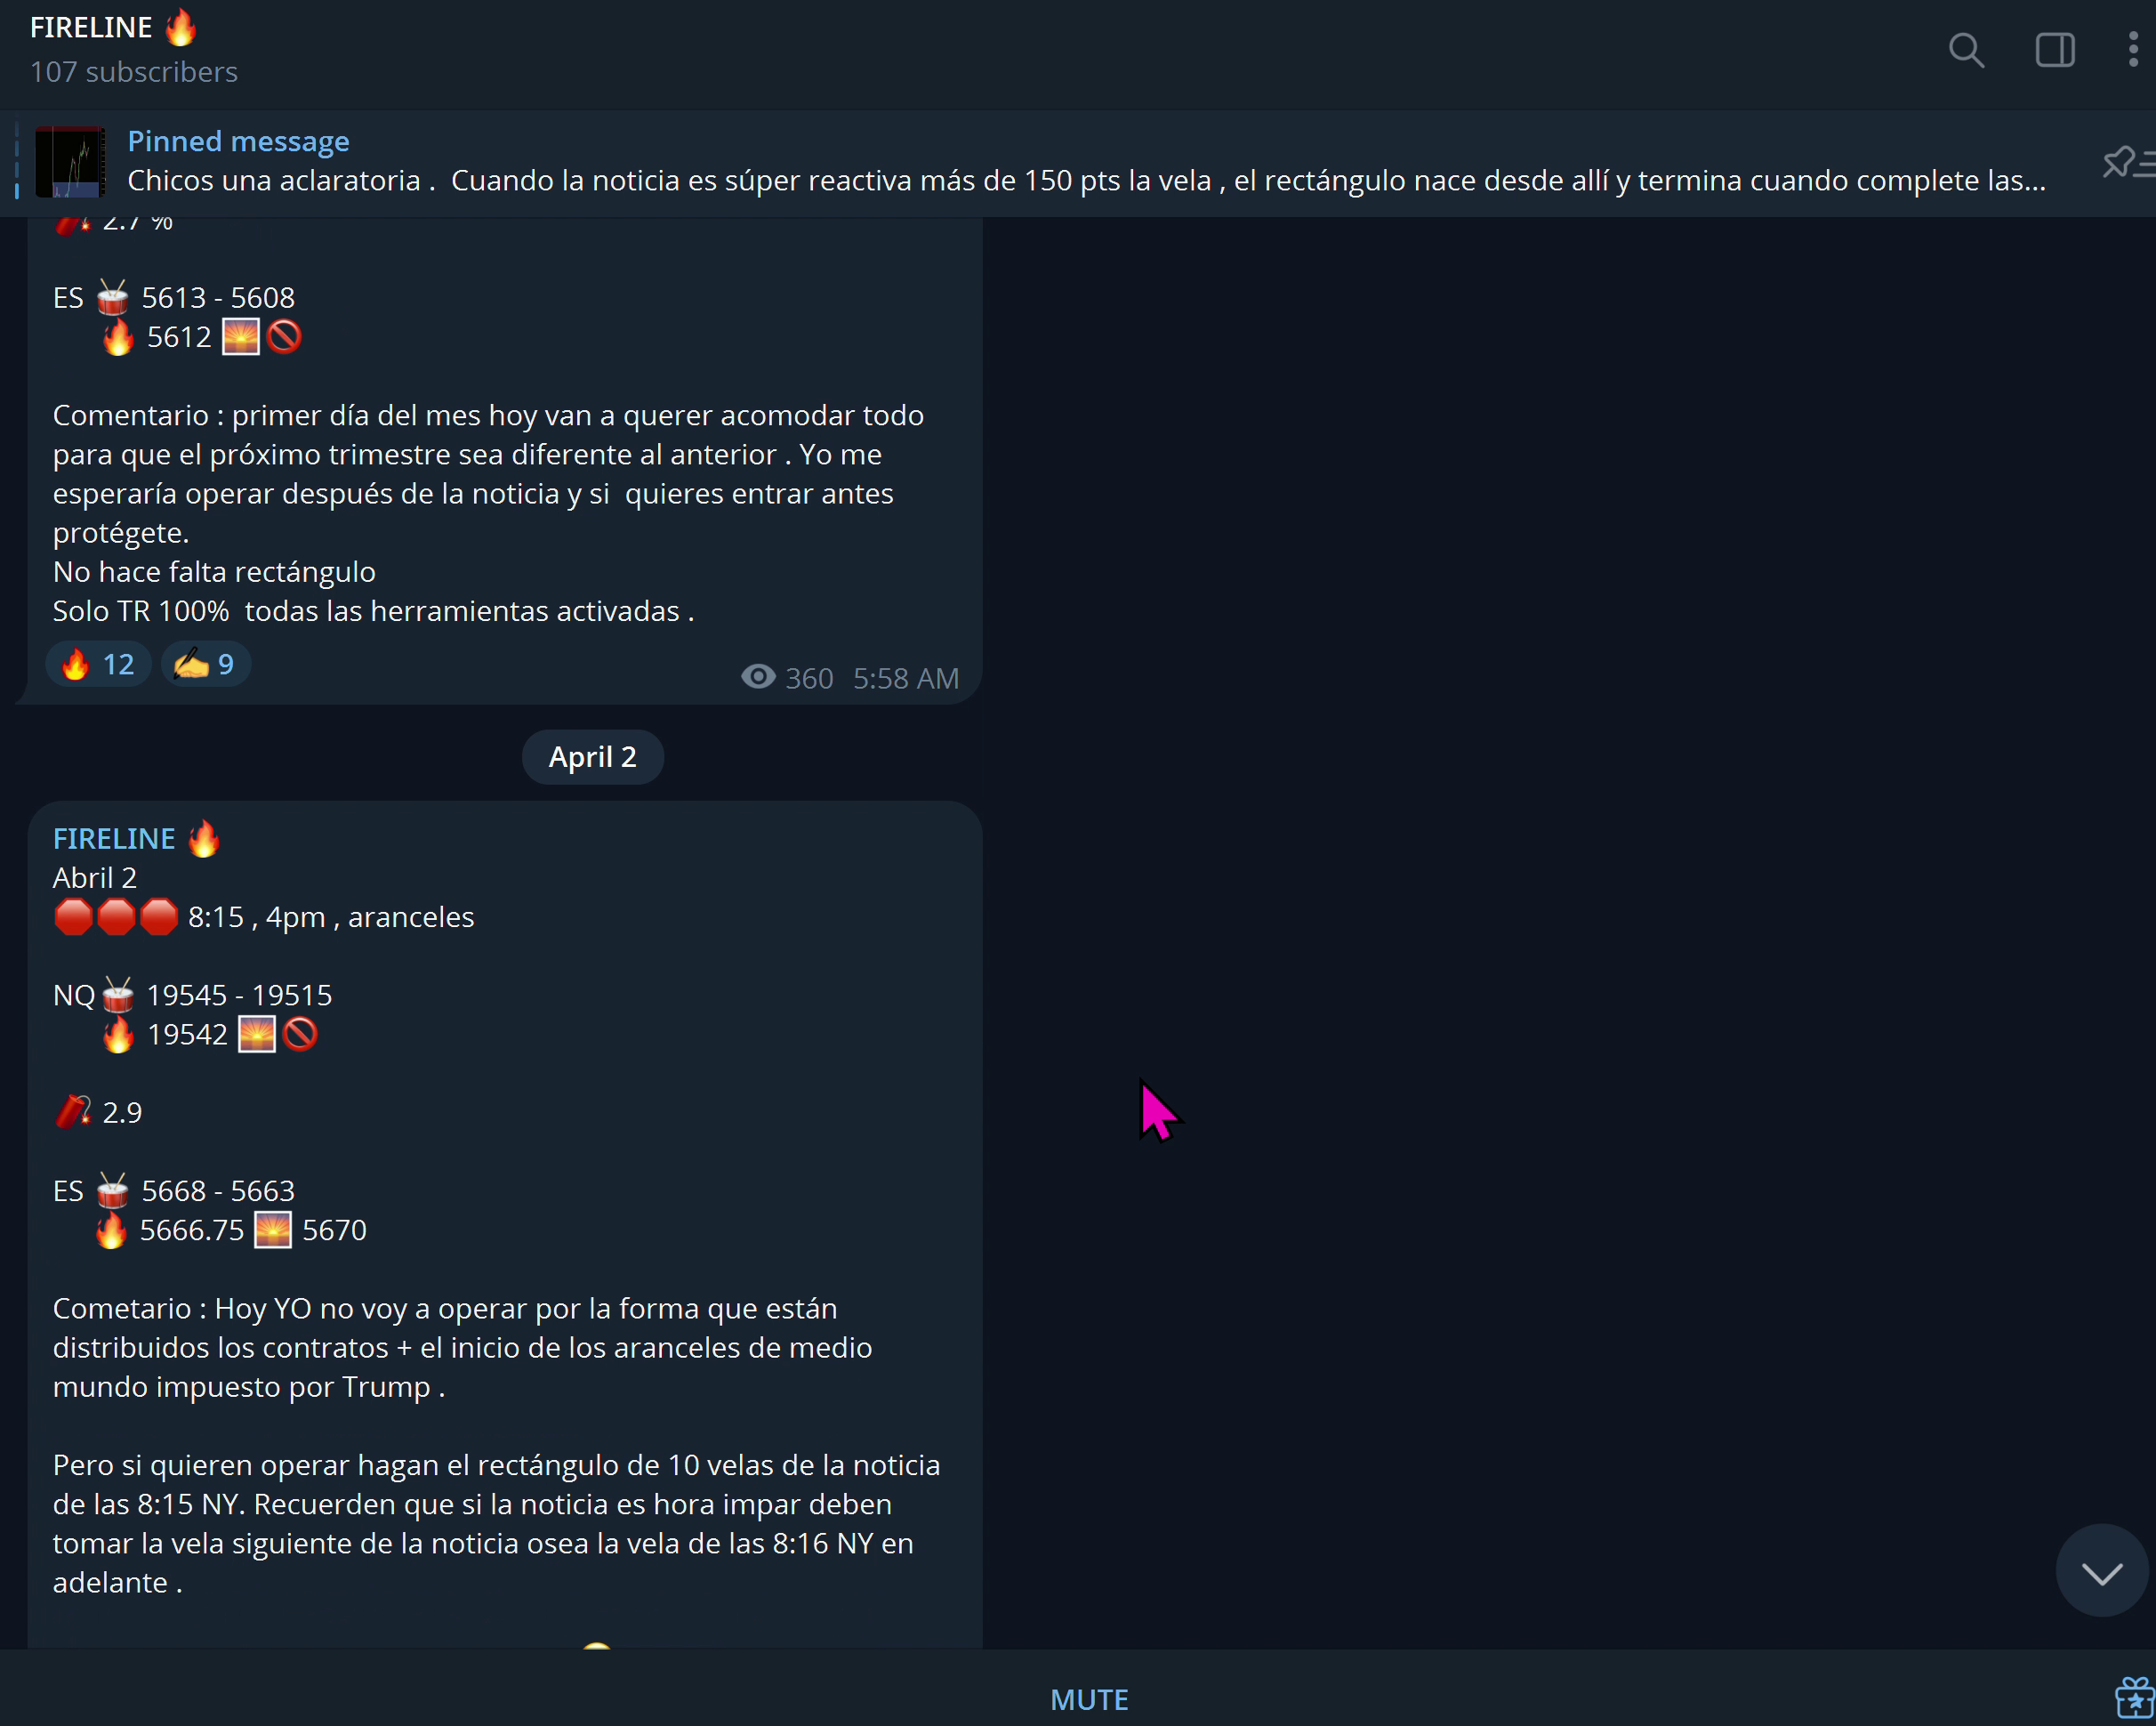 FIRELINE 🔥
107 subscribers
Pinned message
Chicos una aclaratoria .  Cuando la noticia es súper reactiva más de 150 pts la vela , el rectángulo nace desde allí y termina cuando complete las...
🧨 2.7 %
ES 🥁 5613 - 5608
🔥 5612 🌅🚫
Comentario : primer día del mes hoy van a querer acomodar todo
para que el próximo trimestre sea diferente al anterior . Yo me
esperaría operar después de la noticia y si  quieres entrar antes
protégete.
No hace falta rectángulo
Solo TR 100%  todas las herramientas activadas .
🔥 12 ✍️ 9
360 5:58 AM
April 2
FIRELINE 🔥
Abril 2
🛑🛑🛑 8:15 , 4pm , aranceles
NQ🥁 19545 - 19515
🔥 19542 🌅🚫
🧨 2.9
ES 🥁 5668 - 5663
🔥 5666.75 🌅 5670
Cometario : Hoy YO no voy a operar por la forma que están
distribuidos los contratos + el inicio de los aranceles de medio
mundo impuesto por Trump .
Pero si quieren operar hagan el rectángulo de 10 velas de la noticia
de las 8:15 NY. Recuerden que si la noticia es hora impar deben
tomar la vela siguiente de la noticia osea la vela de las 8:16 NY en
adelante .
MUTE